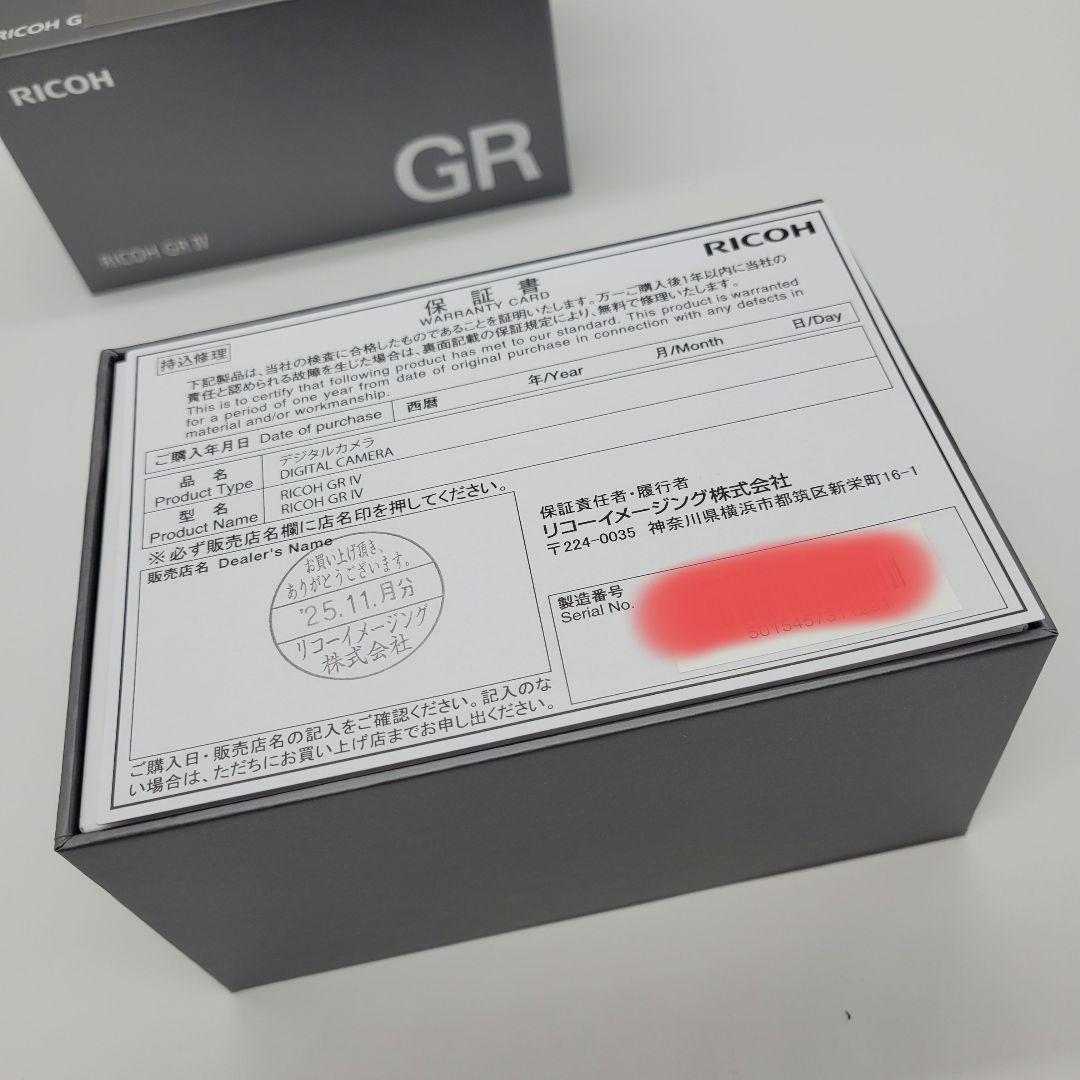 RICOH G
RICOH
GR
RICOH GR IV
RICOH
保証書
WARRANTY CARD
持込修理
下記製品は、当社の検査に合格したものであることを証明いたします。万一ご購入後1年以内に当社の
責任と認められる故障を生じた場合は、裏面記載の保証規定により、無料で修理いたします。
This is to certify that following product has met to our standard. This product is warranted
for a period of one year from date of original purchase in connection with any defects in
material and/or workmanship.
ご購入年月日 Date of purchase 西暦 年/Year 月/Month 日/Day
品名
Product Type
デジタルカメラ
DIGITAL CAMERA
型名
Product Name
RICOH GR IV
RICOH GR IV
※必ず販売店名欄に店名印を押してください。
販売店名 Dealer's Name
お買い上げ頂き、
ありがとうございます。
'25.11.月分
リコーイメージング
株式会社
保証責任者・履行者
リコーイメージング株式会社
〒224-0035 神奈川県横浜市都筑区新栄町16-1
製造番号
Serial No.
ご購入日・販売店名の記入をご確認ください。記入のな
い場合は、ただちにお買い上げ店までお申し出ください。